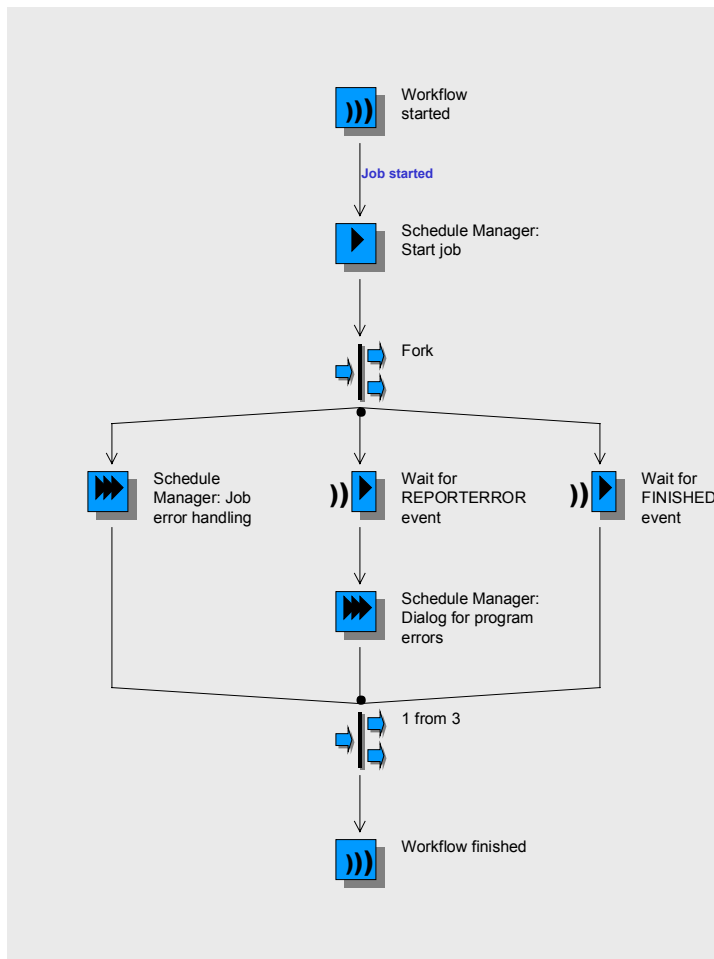 Workflow
started
Job started
Schedule Manager:
Start job
Fork
Schedule
Manager: Job
error handling
Wait for
REPORTERROR
event
Wait for
FINISHED
event
Schedule Manager:
Dialog for program
errors
1 from 3
Workflow finished